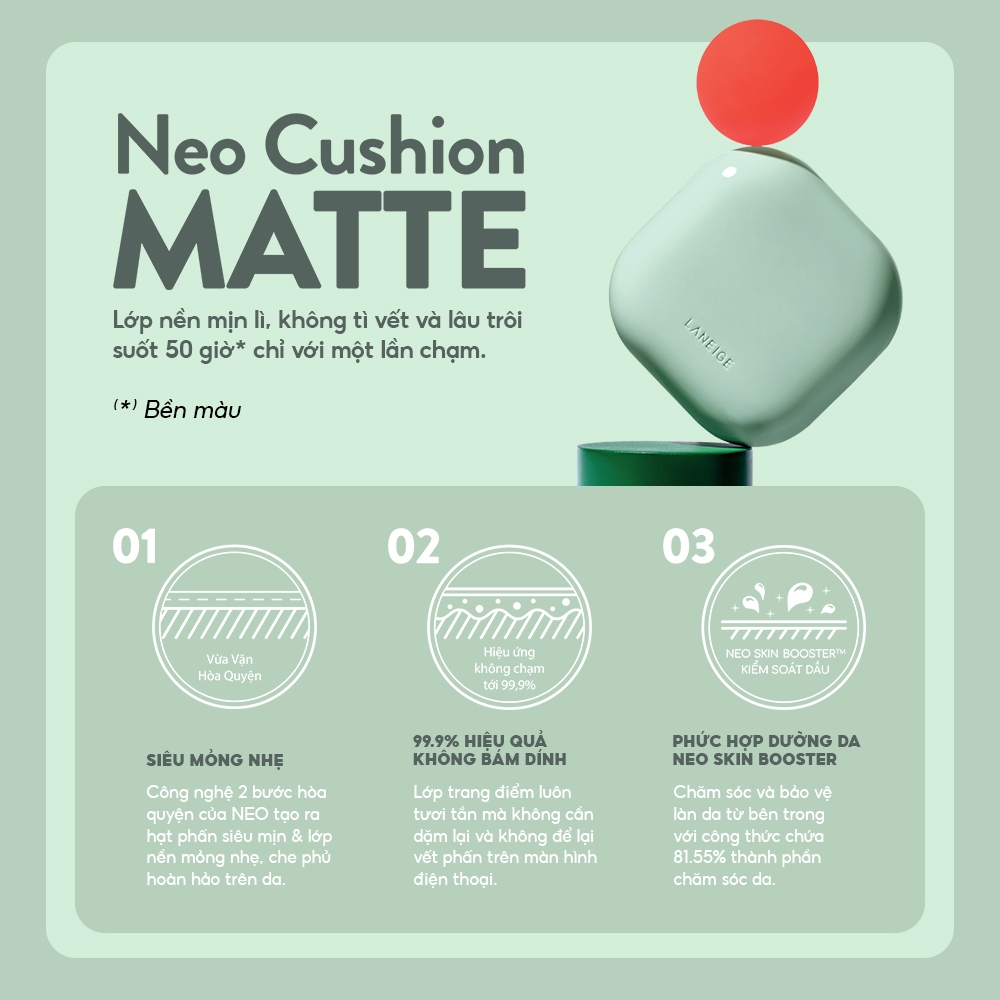 Neo Cushion
MATTE
Lớp nền mịn lì, không tì vết và lâu trôi
suốt 50 giờ* chỉ với một lần chạm.
(*) Bền màu
LANEIGE
01
Vừa Vặn
Hòa Quyện
SIÊU MỎNG NHẸ
Công nghệ 2 bước hòa
quyện của NEO tạo ra
hạt phấn siêu mịn & lớp
nền mỏng nhẹ, che phủ
hoàn hảo trên da.
02
Hiệu ứng
không chạm
tới 99,9%
99.9% HIỆU QUẢ
KHÔNG BÁM DÍNH
Lớp trang điểm luôn
tươi tắn mà không cần
dặm lại và không để lại
vết phấn trên màn hình
điện thoại.
03
NEO SKIN BOOSTER™
KIỂM SOÁT DẦU
PHỨC HỢP DƯỠNG DA
NEO SKIN BOOSTER
Chăm sóc và bảo vệ
làn da từ bên trong
với công thức chứa
81.55% thành phần
chăm sóc da.